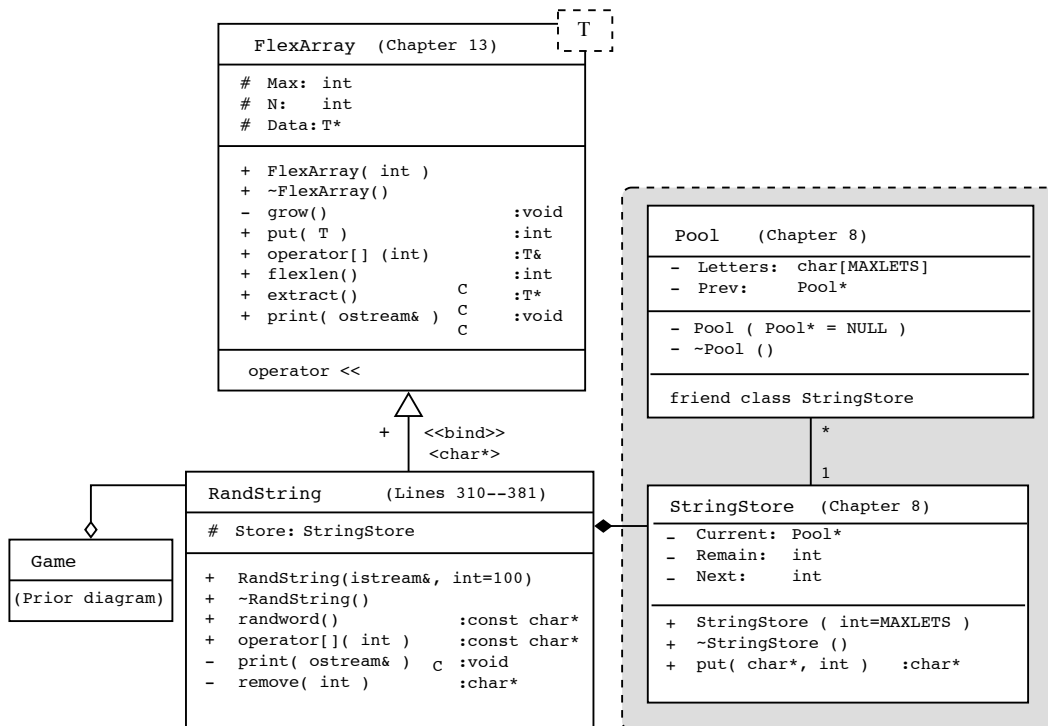 T
FlexArray (Chapter 13)
# Max: int
# N: int
# Data: T*
+ FlexArray( int )
+ ~FlexArray()
- grow() :void
+ put( T ) :int
+ operator[] (int) :T&
+ flexlen() :int
+ extract() C :T*
+ print( ostream& ) C :void
C
operator <<
+ <<bind>>
<char*>
RandString (Lines 310--381)
# Store: StringStore
+ RandString(istream&, int=100)
+ ~RandString()
+ randword() :const char*
+ operator[]( int ) :const char*
- print( ostream& ) C :void
- remove( int ) :char*
Game
(Prior diagram)
Pool (Chapter 8)
- Letters: char[MAXLETS]
- Prev: Pool*
- Pool ( Pool* = NULL )
- ~Pool ()
friend class StringStore
*
1
StringStore (Chapter 8)
- Current: Pool*
- Remain: int
- Next: int
+ StringStore ( int=MAXLETS )
+ ~StringStore ()
+ put( char*, int ) :char*